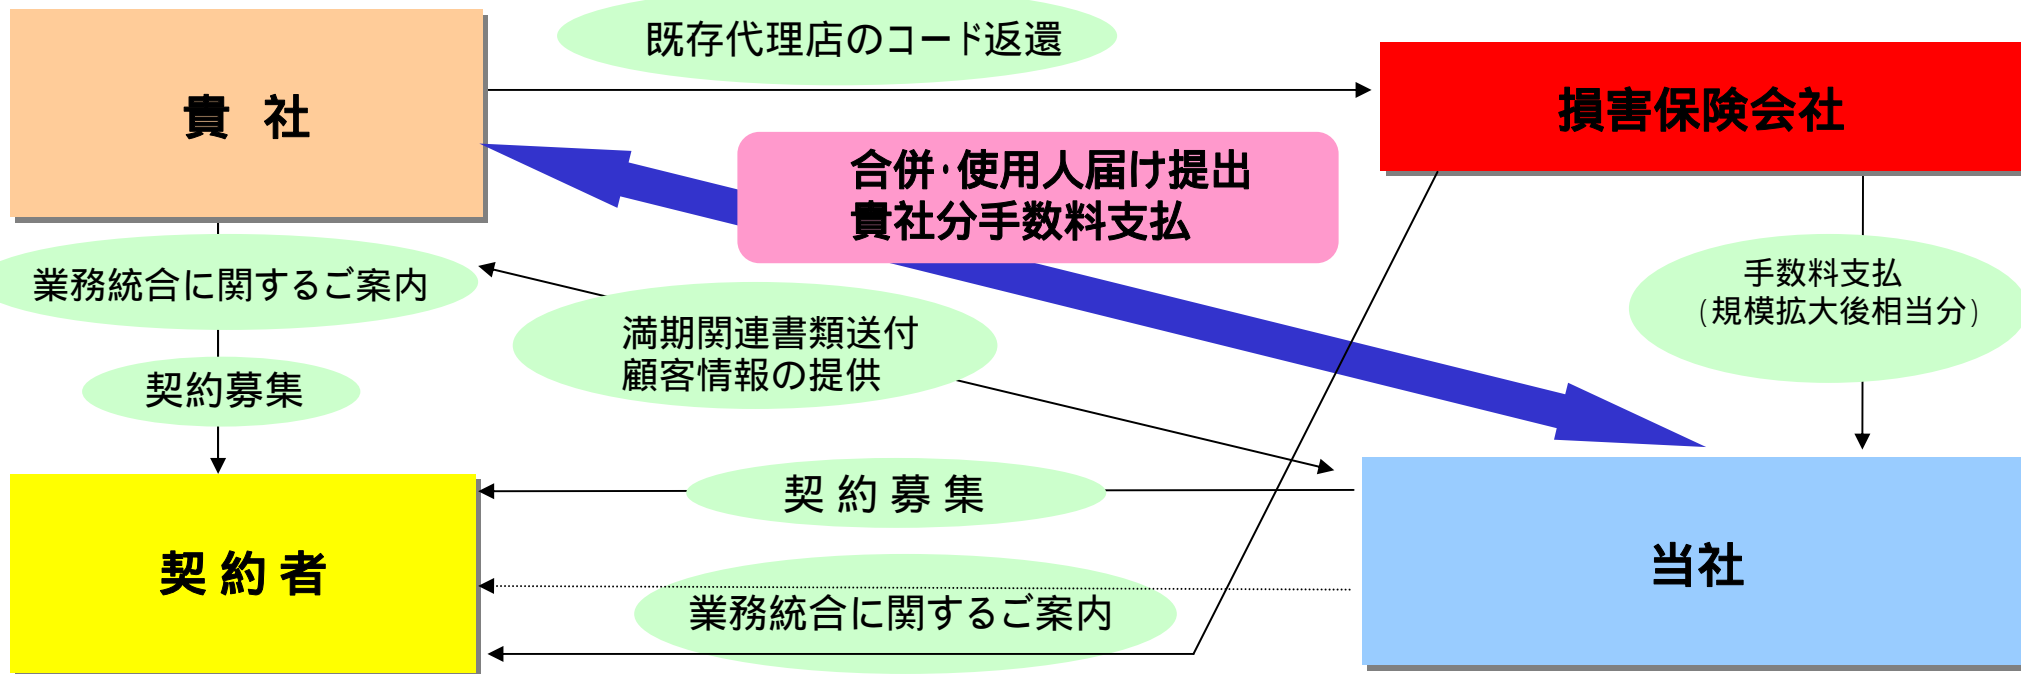 既存代理店のコード返還
貴 社
損害保険会社
合併・使用人届け提出
貴社分手数料支払
業務統合に関するご案内
手数料支払
(規模拡大後相当分)
満期関連書類送付
顧客情報の提供
契約募集
契 約 募 集
契 約 者
当社
業務統合に関するご案内